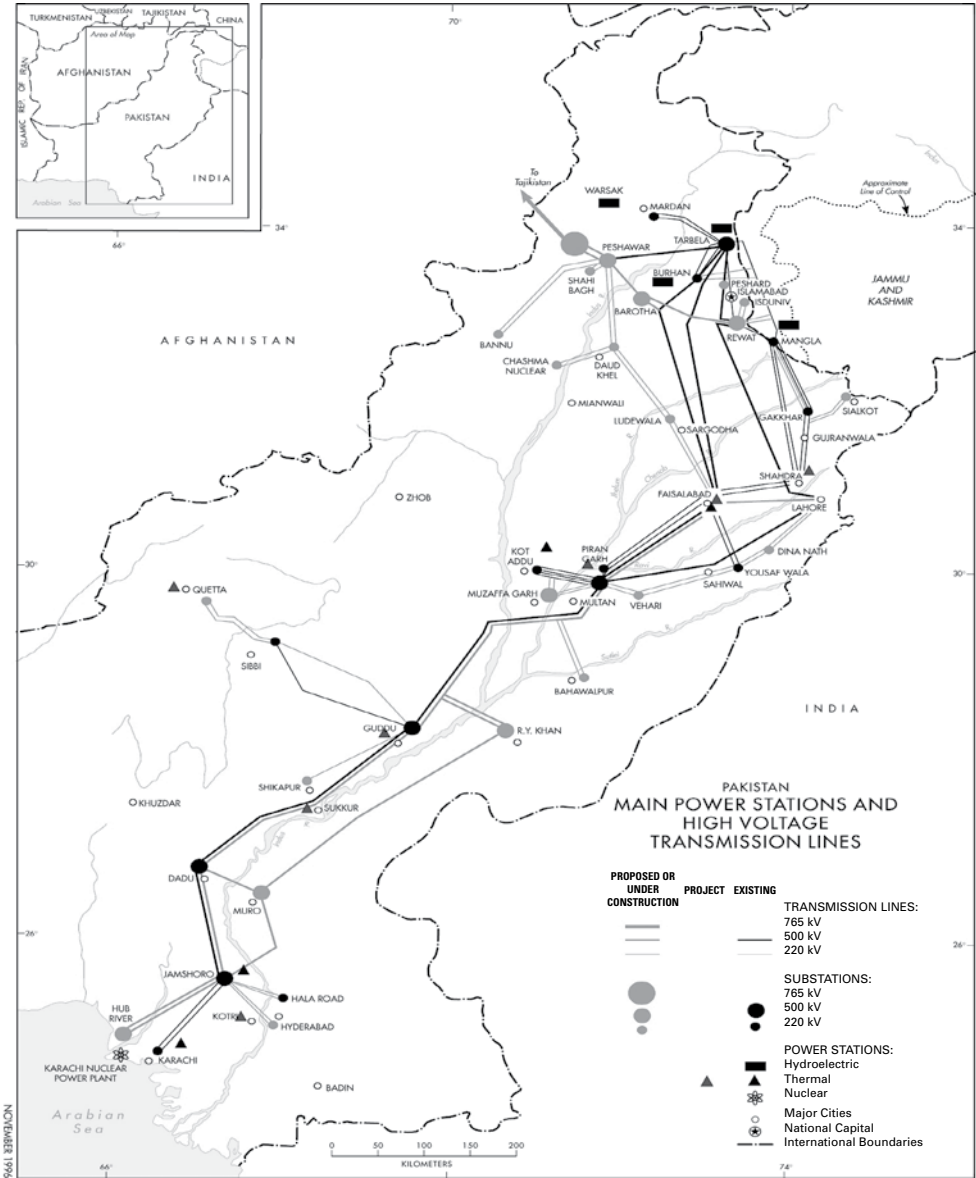 70°
TURKMENISTAN
UZBEKISTAN
TAJIKISTAN
CHINA
Area of Map
AFGHANISTAN
ISLAMIC REP. OF IRAN
PAKISTAN
INDIA
Arabian Sea
66°
34°
34°
To
Tajikistan
WARSAK
MARDAN
TARBELA
Indus
Approximate
Line of Control
PESHAWAR
SHAHI
BAGH
BURHAN
PESHARD
ISLAMABAD
ISDUNIV
JAMMU
AND
KASHMIR
BAROTHA
REWAT
MANGLA
AFGHANISTAN
BANNU
CHASHMA
NUCLEAR
DAUD
KHEL
MIANWALI
LUDEWALA
SARGODHA
GAKKHAR
SIALKOT
GUJRANWALA
SHAHDRA
FAISALABAD
LAHORE
ZHOB
Chenab
30°
30°
KOT
ADDU
PIRAN
GARH
DINA NATH
YOUSAF WALA
SAHIWAL
MUZAFFA GARH
MULTAN
VEHARI
QUETTA
SIBBI
BAHAWALPUR
INDIA
GUDDU
R.Y. KHAN
SHIKAPUR
SUKKUR
KHUZDAR
Indus
DADU
MURO
26°
26°
JAMSHORO
HALA ROAD
HUB
RIVER
KOTRI
HYDERABAD
KARACHI
KARACHI NUCLEAR
POWER PLANT
BADIN
Arabian
Sea
PAKISTAN
MAIN POWER STATIONS AND
HIGH VOLTAGE
TRANSMISSION LINES
PROPOSED OR
UNDER
CONSTRUCTION
PROJECT
EXISTING
TRANSMISSION LINES:
765 kV
500 kV
220 kV
SUBSTATIONS:
765 kV
500 kV
220 kV
POWER STATIONS:
Hydroelectric
Thermal
Nuclear
Major Cities
National Capital
International Boundaries
0 50 100 150 200
KILOMETERS
NOVEMBER 1996
66°
74°